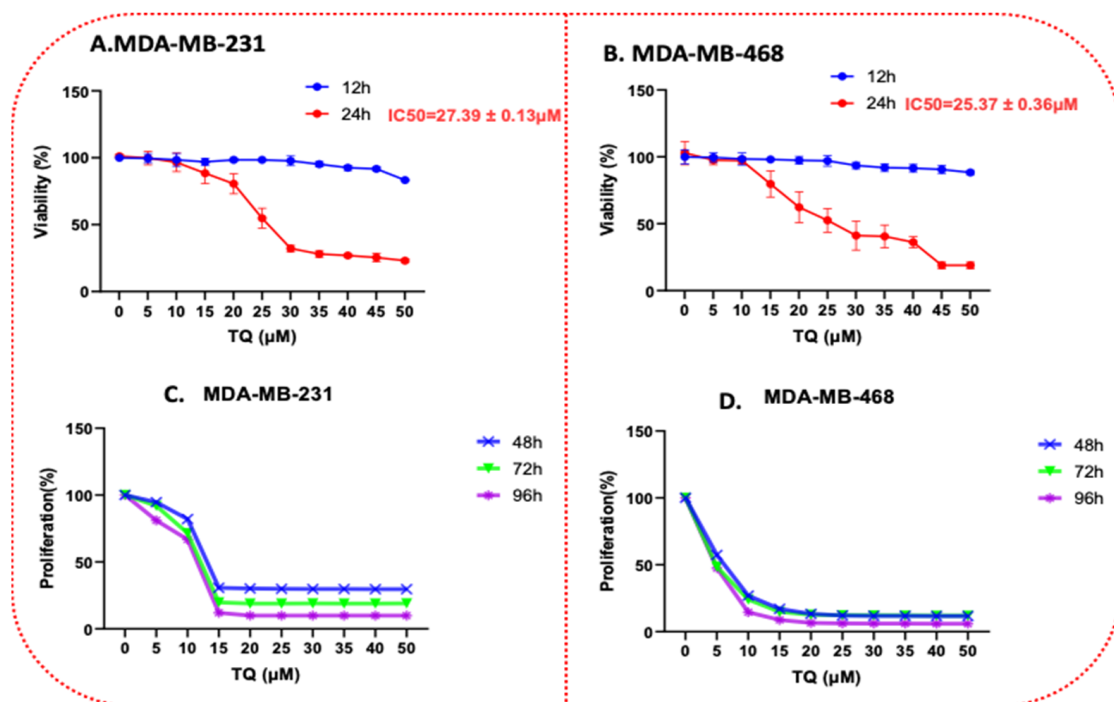 A.MDA-MB-231
12h
24h IC50=27.39 ± 0.13µM
150
100
50
0
Viability (%)
0 5 10 15 20 25 30 35 40 45 50
TQ (µM)
B. MDA-MB-468
12h
24h IC50=25.37 ± 0.36µM
150
100
50
0
Viability (%)
0 5 10 15 20 25 30 35 40 45 50
TQ (µM)
C. MDA-MB-231
48h
72h
96h
150
100
50
0
Proliferation(%)
0 5 10 15 20 25 30 35 40 45 50
TQ (µM)
D. MDA-MB-468
48h
72h
96h
150
100
50
0
Proliferation(%)
0 5 10 15 20 25 30 35 40 45 50
TQ (µM)